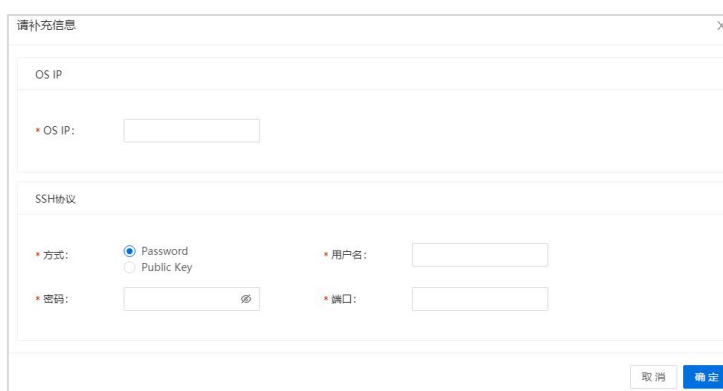 请补充信息
OS IP
* OS IP：
SSH协议
* 方式： Password * 用户名：
Public Key
* 密码： * 端口：
取消 确定